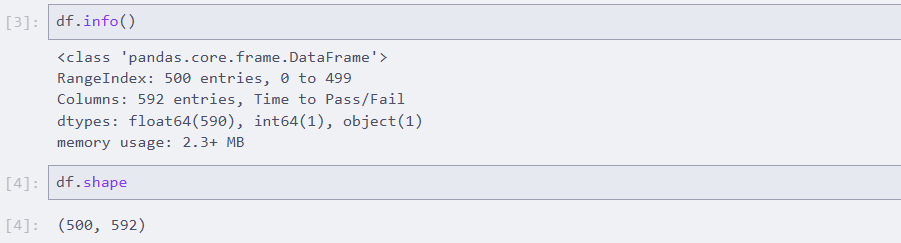 [3]: df.info()
<class 'pandas.core.frame.DataFrame'>
RangeIndex: 500 entries, 0 to 499
Columns: 592 entries, Time to Pass/Fail
dtypes: float64(590), int64(1), object(1)
memory usage: 2.3+ MB
[4]: df.shape
[4]: (500, 592)